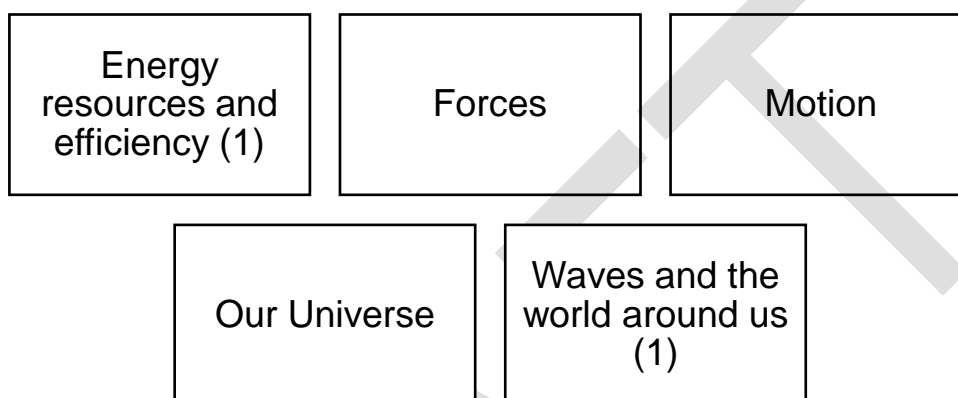 Energy
resources and
efficiency (1)
Forces
Motion
Our Universe
Waves and the
world around us
(1)